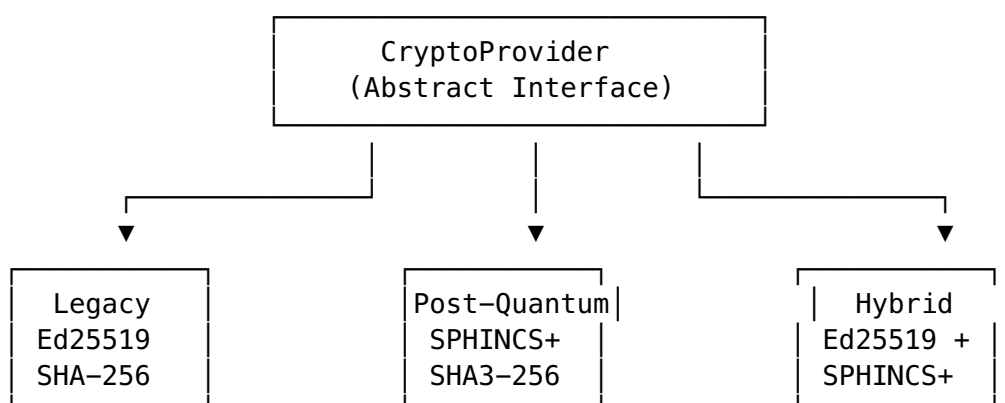 CryptoProvider
(Abstract Interface)
Legacy
Ed25519
SHA-256
Post-Quantum
SPHINCS+
SHA3-256
Hybrid
Ed25519 +
SPHINCS+